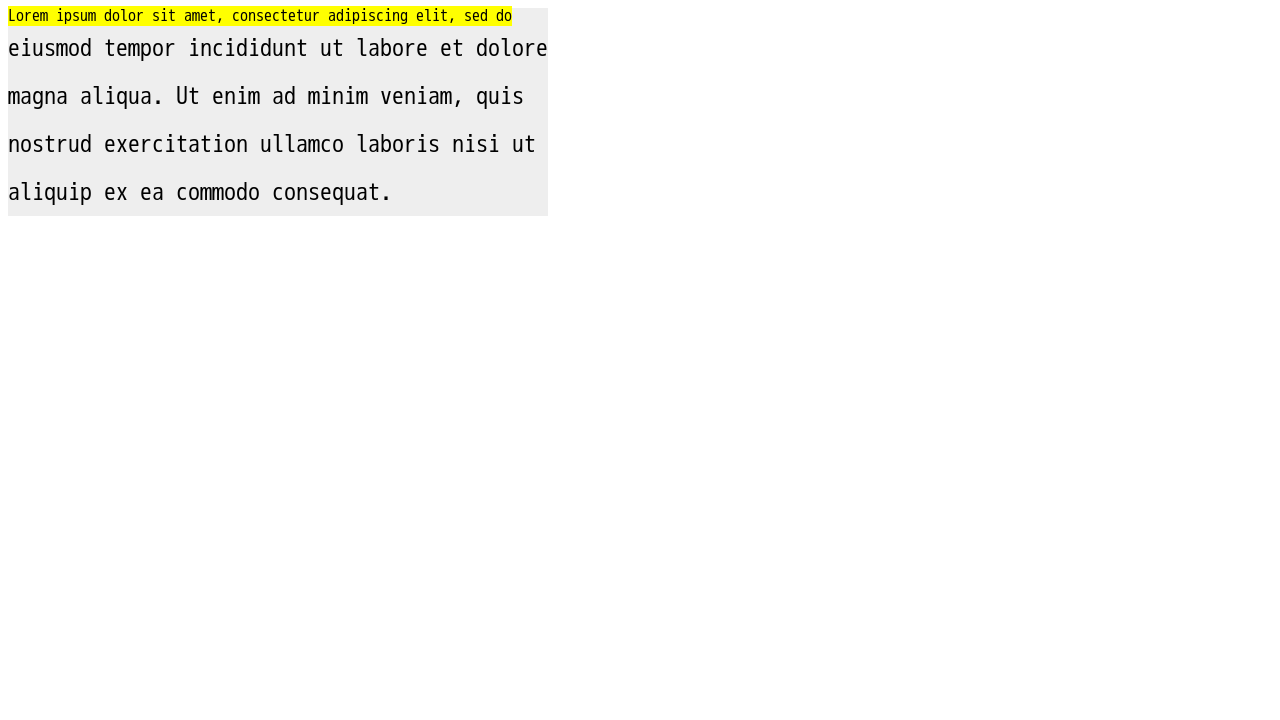 Lorem ipsum dolor sit amet, consectetur adipiscing elit, sed do
eiusmod tempor incididunt ut labore et dolore
magna aliqua. Ut enim ad minim veniam, quis
nostrud exercitation ullamco laboris nisi ut
aliquip ex ea commodo consequat.